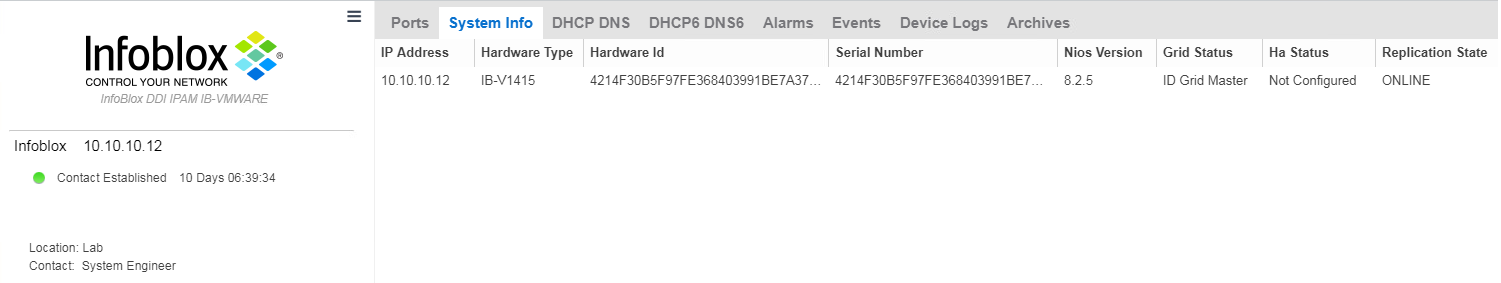 Infoblox ®
CONTROL YOUR NETWORK
InfoBlox DDI IPAM IB-VMWARE
Infoblox 10.10.10.12
Contact Established 10 Days 06:39:34
Location: Lab
Contact: System Engineer
Ports System Info DHCP DNS DHCP6 DNS6 Alarms Events Device Logs Archives
IP Address Hardware Type Hardware Id Serial Number Nios Version Grid Status Ha Status Replication State
10.10.10.12 IB-V1415 4214F30B5F97FE368403991BE7A37... 4214F30B5F97FE368403991BE7... 8.2.5 ID Grid Master Not Configured ONLINE